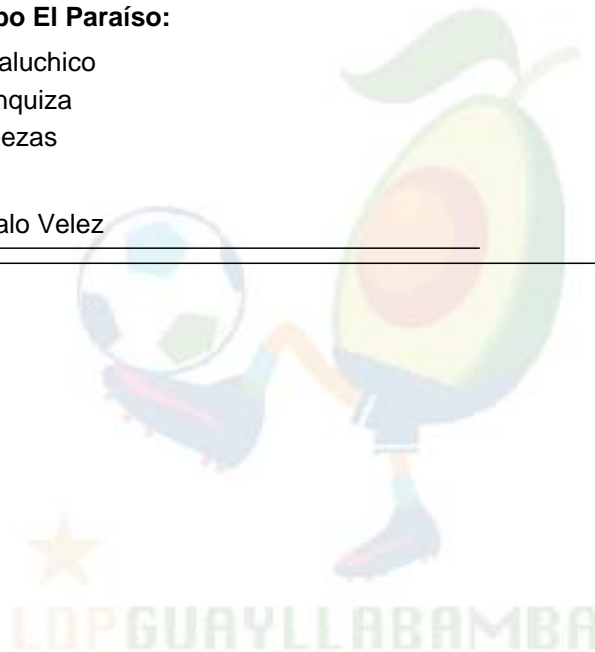 po El Paraíso:
aluchico
nquiza
ezas
alo Velez
LDPGUAYLLABAMBA